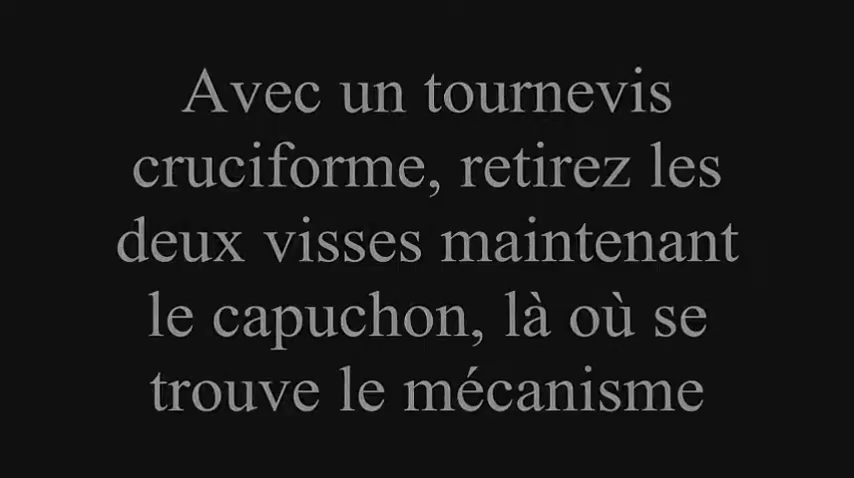 Avec un tournevis
cruciforme, retirez les
deux visses maintenant
le capuchon, là où se
trouve le mécanisme